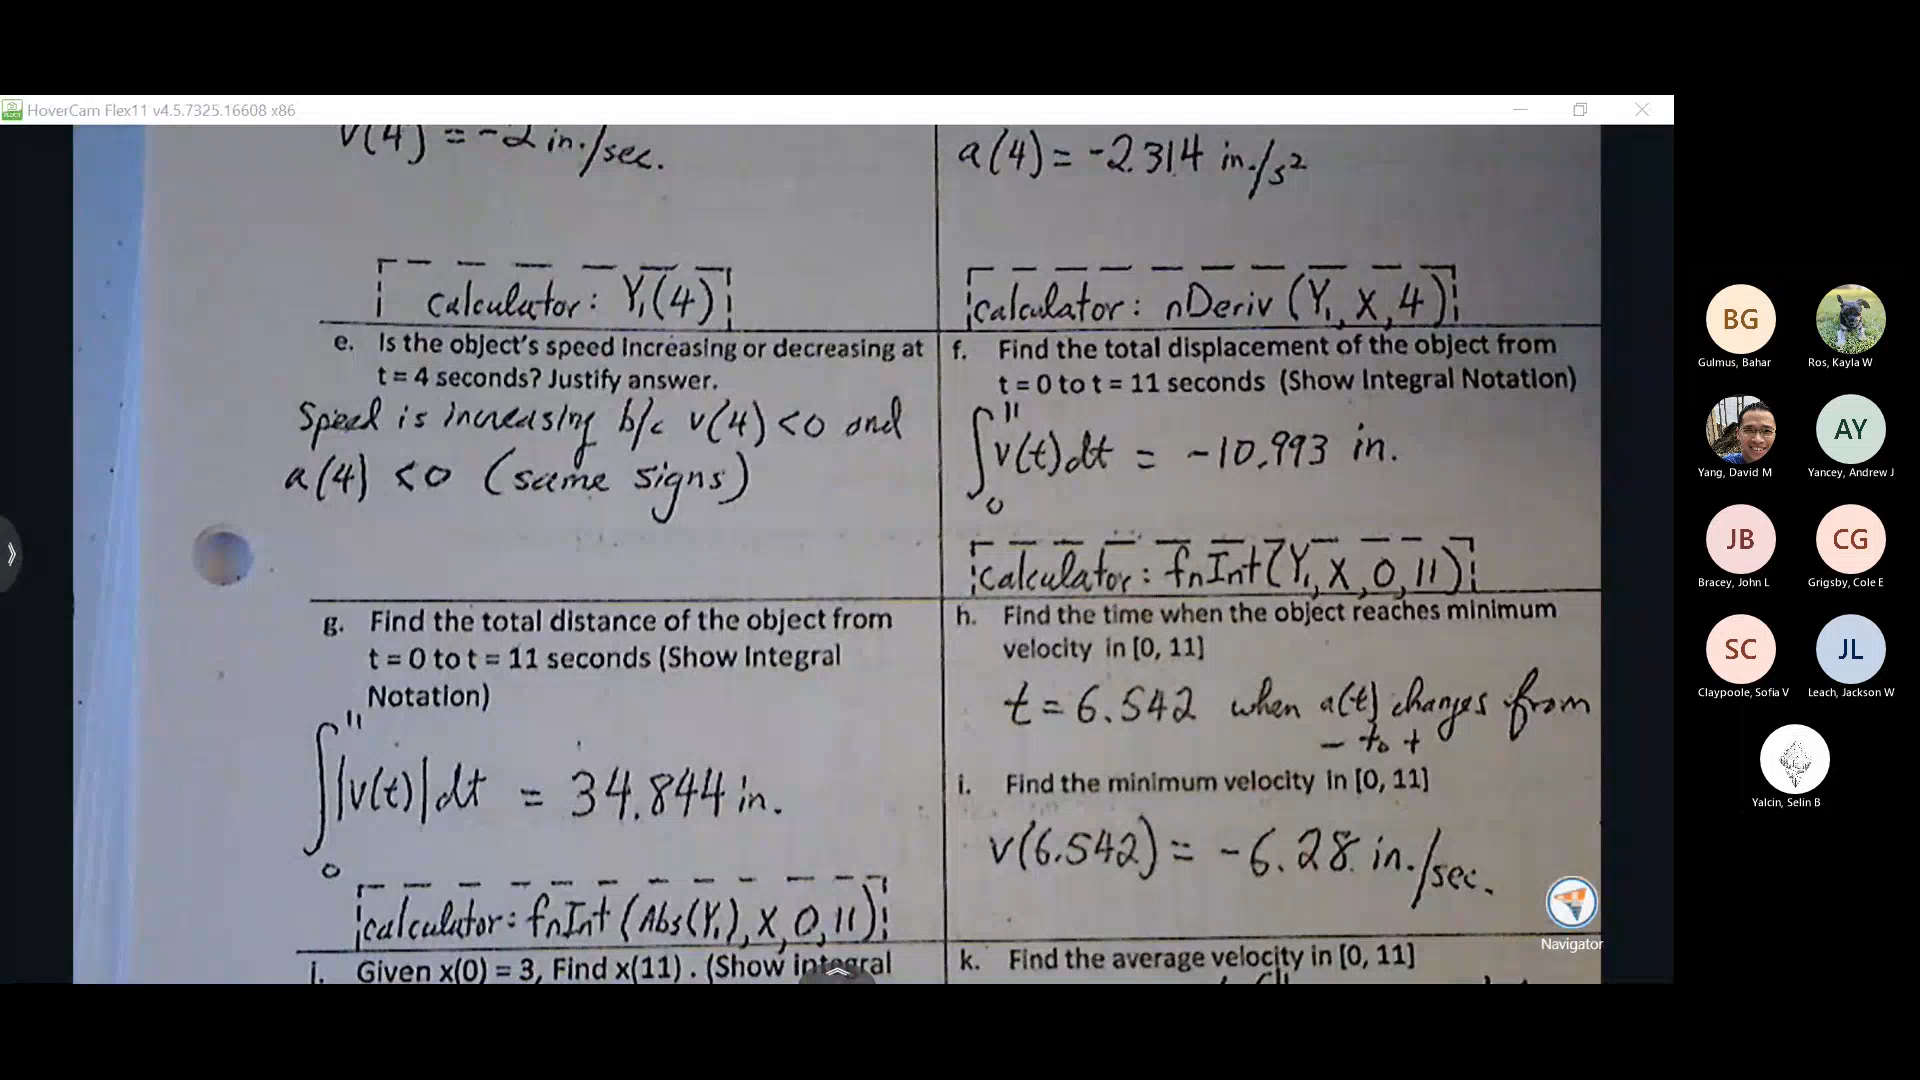 HoverCam Flex11 v4.5.7325.16608 x86
v(4) = -2 in./sec.
a(4) = -2.314 in./s²
calculator: Y₁(4)
calculator: nDeriv(Y₁, X, 4)
e. Is the object's speed increasing or decreasing at
t = 4 seconds? Justify answer.
Speed is increasing b/c v(4) < 0 and
a(4) < 0 (same signs)
f. Find the total displacement of the object from
t = 0 to t = 11 seconds (Show Integral Notation)
∫₀¹¹ v(t)dt = -10.993 in.
calculator: fnInt(Y₁, X, 0, 11)
g. Find the total distance of the object from
t = 0 to t = 11 seconds (Show Integral
Notation)
∫₀¹¹ |v(t)| dt = 34.844 in.
calculator: fnInt(Abs(Y₁), X, 0, 11)
h. Find the time when the object reaches minimum
velocity in [0, 11]
t = 6.542 when a(t) changes from
- to +
i. Find the minimum velocity in [0, 11]
v(6.542) = -6.28 in./sec.
j. Given x(0) = 3, Find x(11) . (Show integral
k. Find the average velocity in [0, 11]
Navigator
BG
Gulmus, Bahar
Ros, Kayla W
Yang, David M
AY
Yancey, Andrew J
JB
Bracey, John L
CG
Grigsby, Cole E
SC
Claypoole, Sofia V
JL
Leach, Jackson W
Yalcin, Selin B